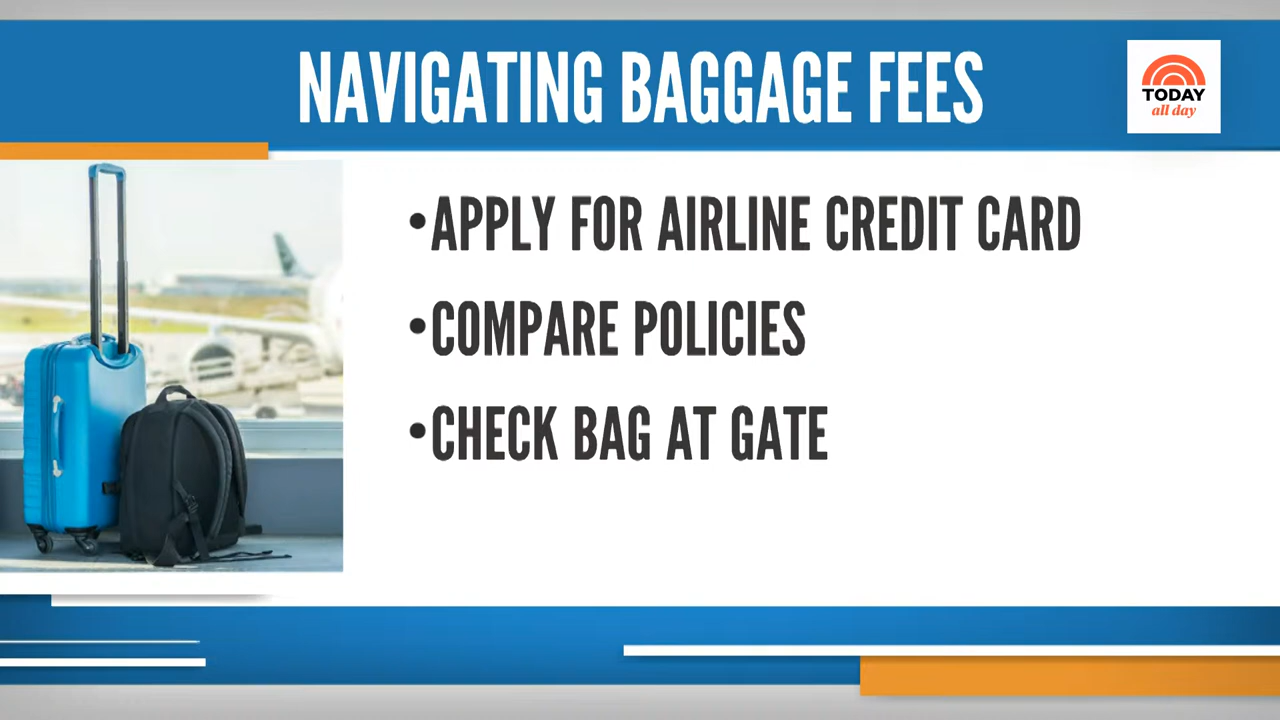 NAVIGATING BAGGAGE FEES
TODAY
all day
•APPLY FOR AIRLINE CREDIT CARD
•COMPARE POLICIES
•CHECK BAG AT GATE